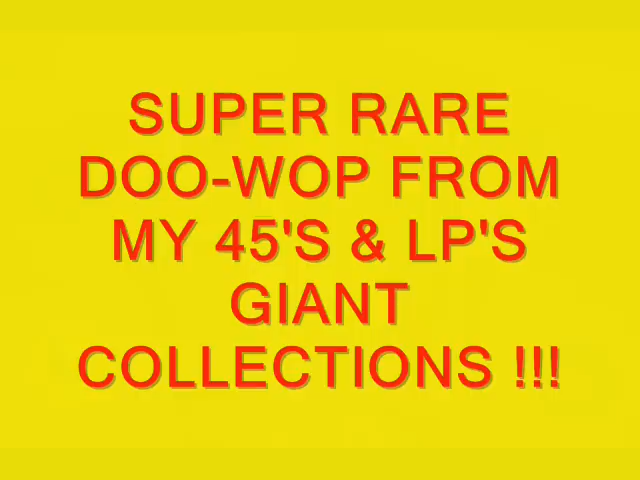 SUPER RARE
DOO-WOP FROM
MY 45'S & LP'S
GIANT
COLLECTIONS !!!